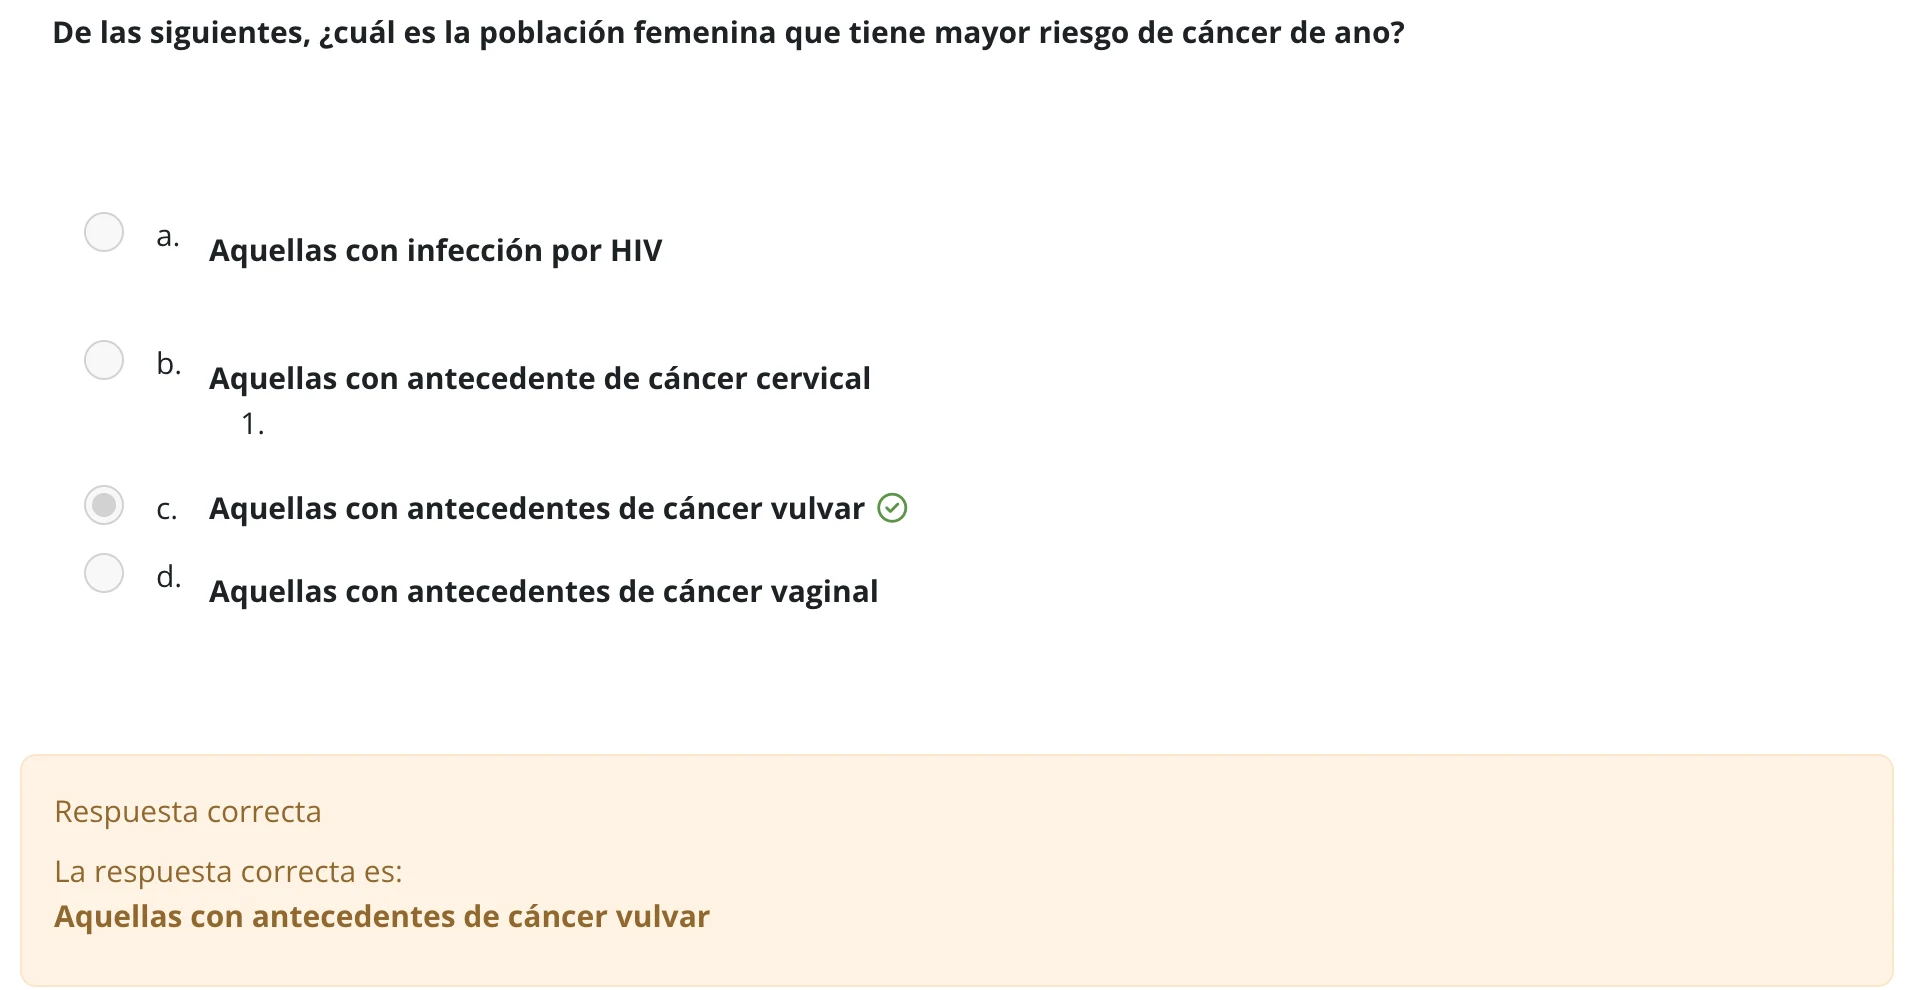 De las siguientes, ¿cuál es la población femenina que tiene mayor riesgo de cáncer de ano?
a. Aquellas con infección por HIV
b. Aquellas con antecedente de cáncer cervical
1.
c. Aquellas con antecedentes de cáncer vulvar
d. Aquellas con antecedentes de cáncer vaginal
Respuesta correcta
La respuesta correcta es:
Aquellas con antecedentes de cáncer vulvar